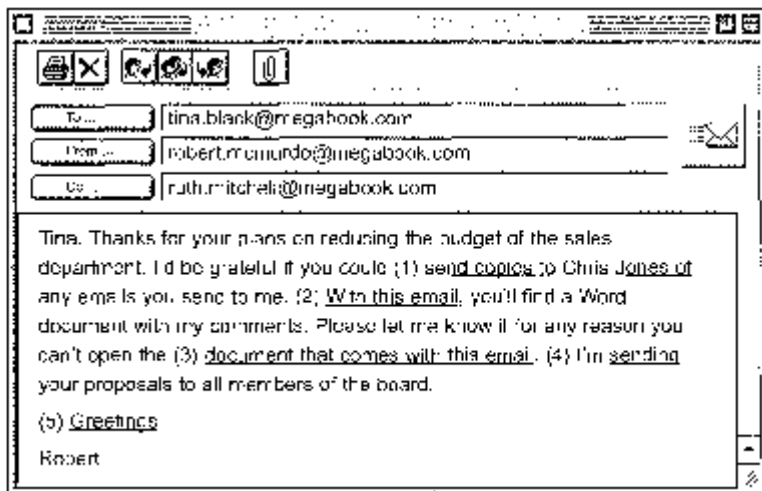 To...
tina.black@megabook.com
From...
robert.mcmurdo@megabook.com
Cc...
ruth.mitchell@megabook.com
Tina. Thanks for your plans on reducing the budget of the sales
department. I'd be grateful if you could (1) send copies to Chris Jones of
any emails you send to me. (2) With this email, you'll find a Word
document with my comments. Please let me know if for any reason you
can't open the (3) document that comes with this email. (4) I'm sending
your proposals to all members of the board.
(5) Greetings
Robert